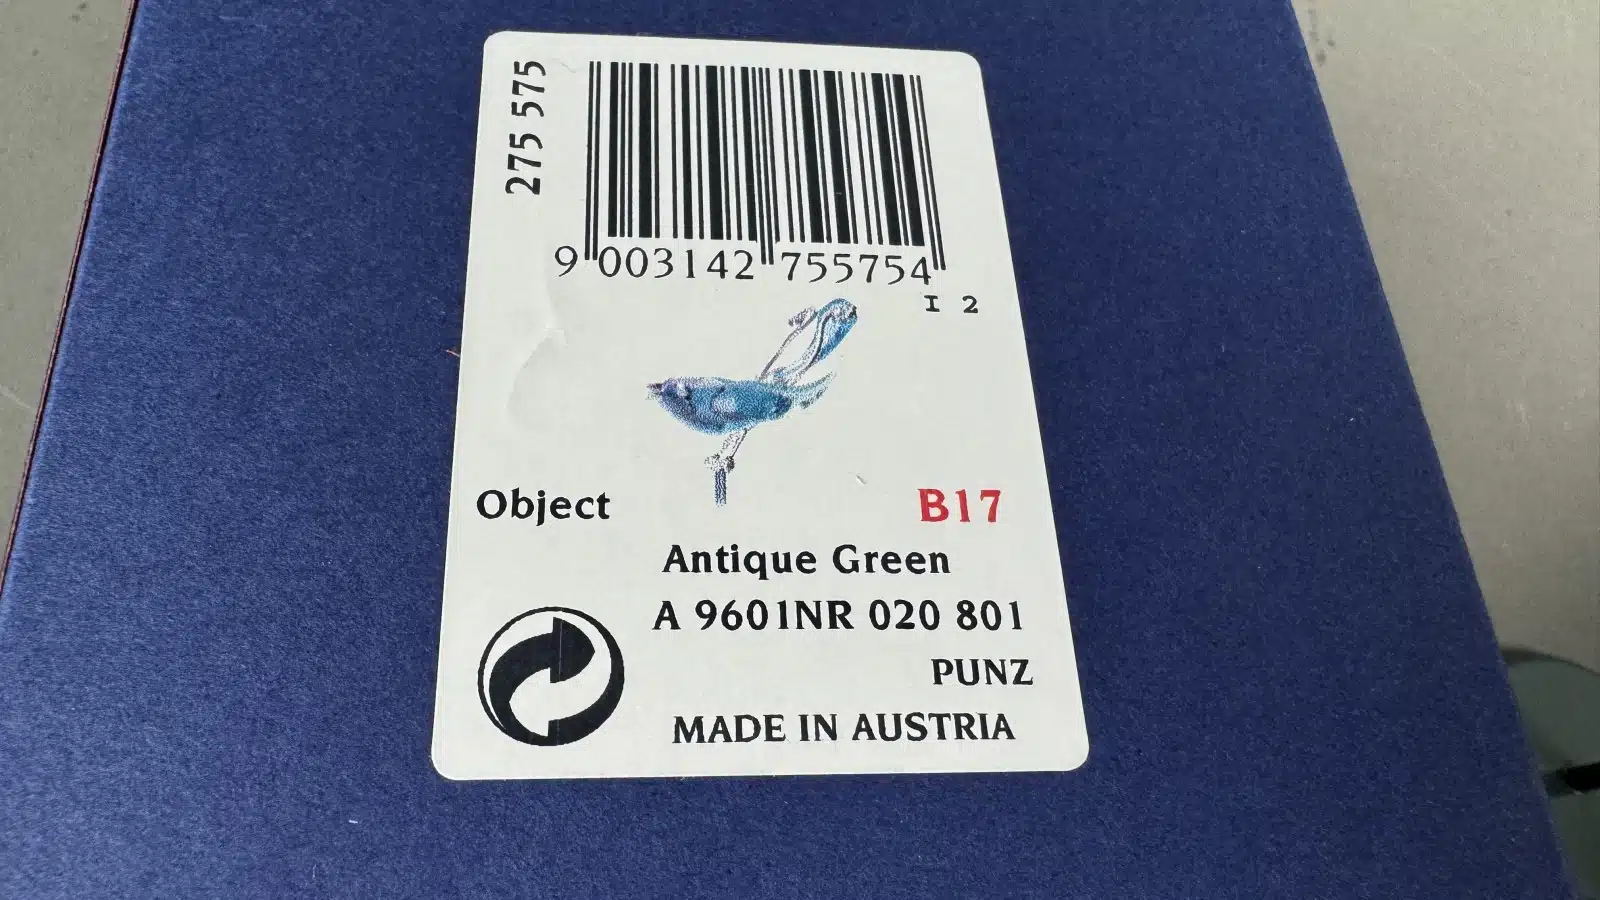 275 575
9 003142 755754
I 2
Object
B17
Antique Green
A 9601NR 020 801
PUNZ
MADE IN AUSTRIA